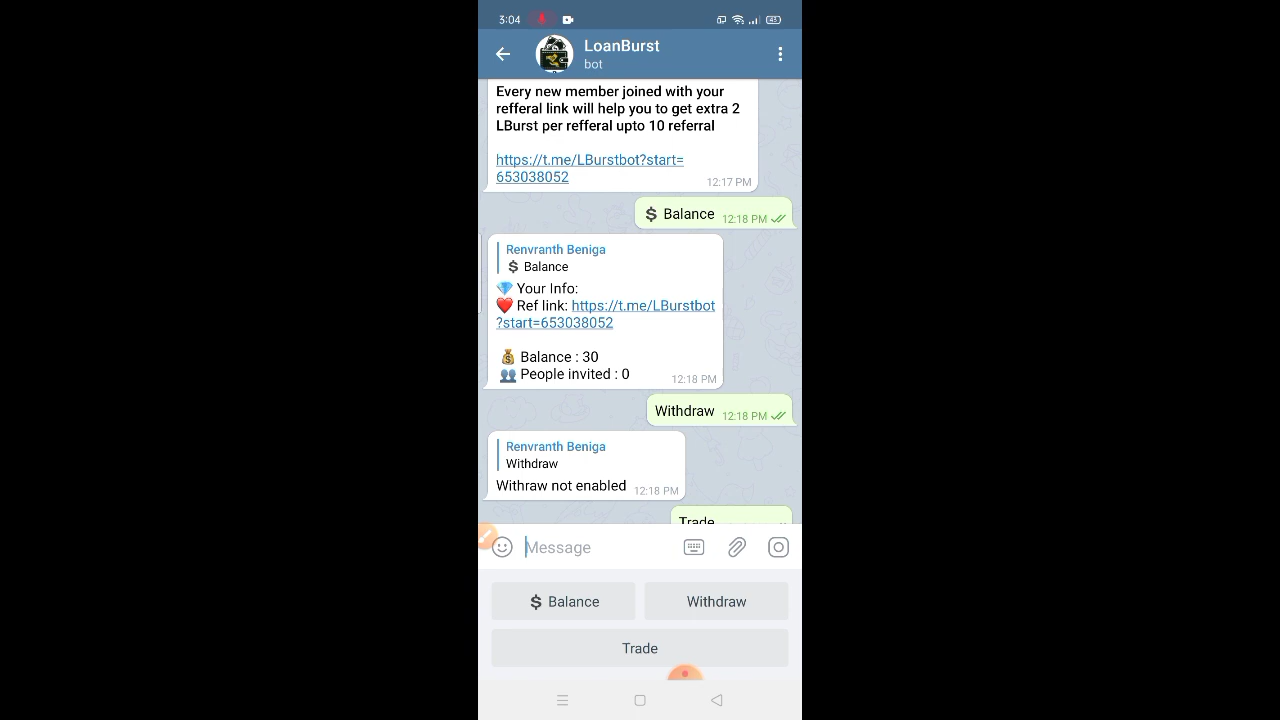 3:04
43
LoanBurst
bot
Every new member joined with your
refferal link will help you to get extra 2
LBurst per refferal upto 10 referral
https://t.me/LBurstbot?start=
653038052
12:17 PM
$ Balance 12:18 PM
Renvranth Beniga
$ Balance
💎 Your Info:
❤️ Ref link: https://t.me/LBurstbot
?start=653038052
💰 Balance : 30
👥 People invited : 0
12:18 PM
Withdraw 12:18 PM
Renvranth Beniga
Withdraw
Withraw not enabled 12:18 PM
Trade
Message
$ Balance
Withdraw
Trade